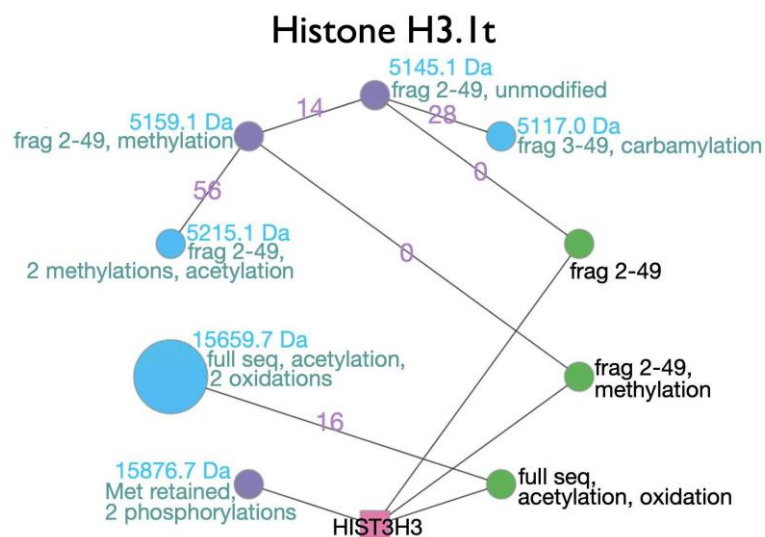 Histone H3.1t
5145.1 Da
frag 2-49, unmodified
14
28
5159.1 Da
frag 2-49, methylation
5117.0 Da
frag 3-49, carbamylation
0
56
5215.1 Da
frag 2-49,
2 methylations, acetylation
0
frag 2-49
15659.7 Da
full seq, acetylation,
2 oxidations
frag 2-49,
methylation
16
15876.7 Da
Met retained,
2 phosphorylations
full seq,
acetylation, oxidation
HIST3H3